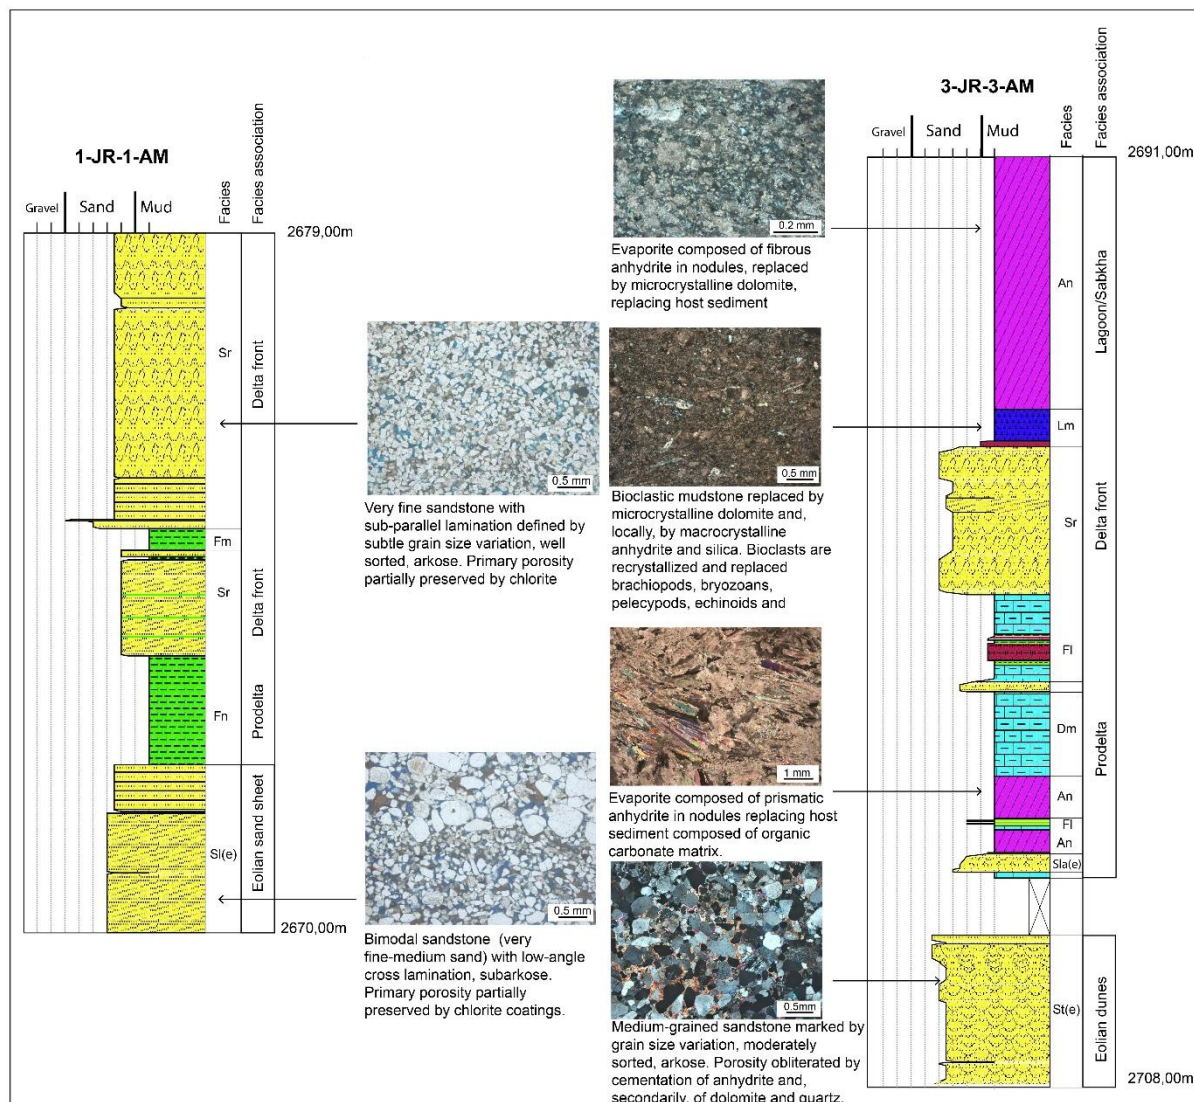 1-JR-1-AM
Gravel
Sand
Mud
Facies
Facies association
2679,00m
Sr
Delta front
Fm
Sr
Delta front
Fn
Prodelta
Sl(e)
Eolian sand sheet
2670,00m
0.5 mm
Very fine sandstone with
sub-parallel lamination defined by
subtle grain size variation, well
sorted, arkose. Primary porosity
partially preserved by chlorite
0.5 mm
Bimodal sandstone (very
fine-medium sand) with low-angle
cross lamination, subarkose.
Primary porosity partially
preserved by chlorite coatings.
0.2 mm
Evaporite composed of fibrous
anhydrite in nodules, replaced
by microcrystalline dolomite,
replacing host sediment
0.5 mm
Bioclastic mudstone replaced by
microcrystalline dolomite and,
locally, by macrocrystalline
anhydrite and silica. Bioclasts are
recrystallized and replaced
brachiopods, bryozoans,
pelecypods, echinoids and
1 mm
Evaporite composed of prismatic
anhydrite in nodules replacing host
sediment composed of organic
carbonate matrix.
0.5mm
Medium-grained sandstone marked by
grain size variation, moderately
sorted, arkose. Porosity obliterated by
cementation of anhydrite and,
secondarily, of dolomite and quartz.
3-JR-3-AM
Gravel
Sand
Mud
Facies
Facies association
2691,00m
An
Lagoon/Sabkha
Lm
Sr
Delta front
Fl
Dm
Prodelta
An
Fl
An
Sla(e)
St(e)
Eolian dunes
2708,00m